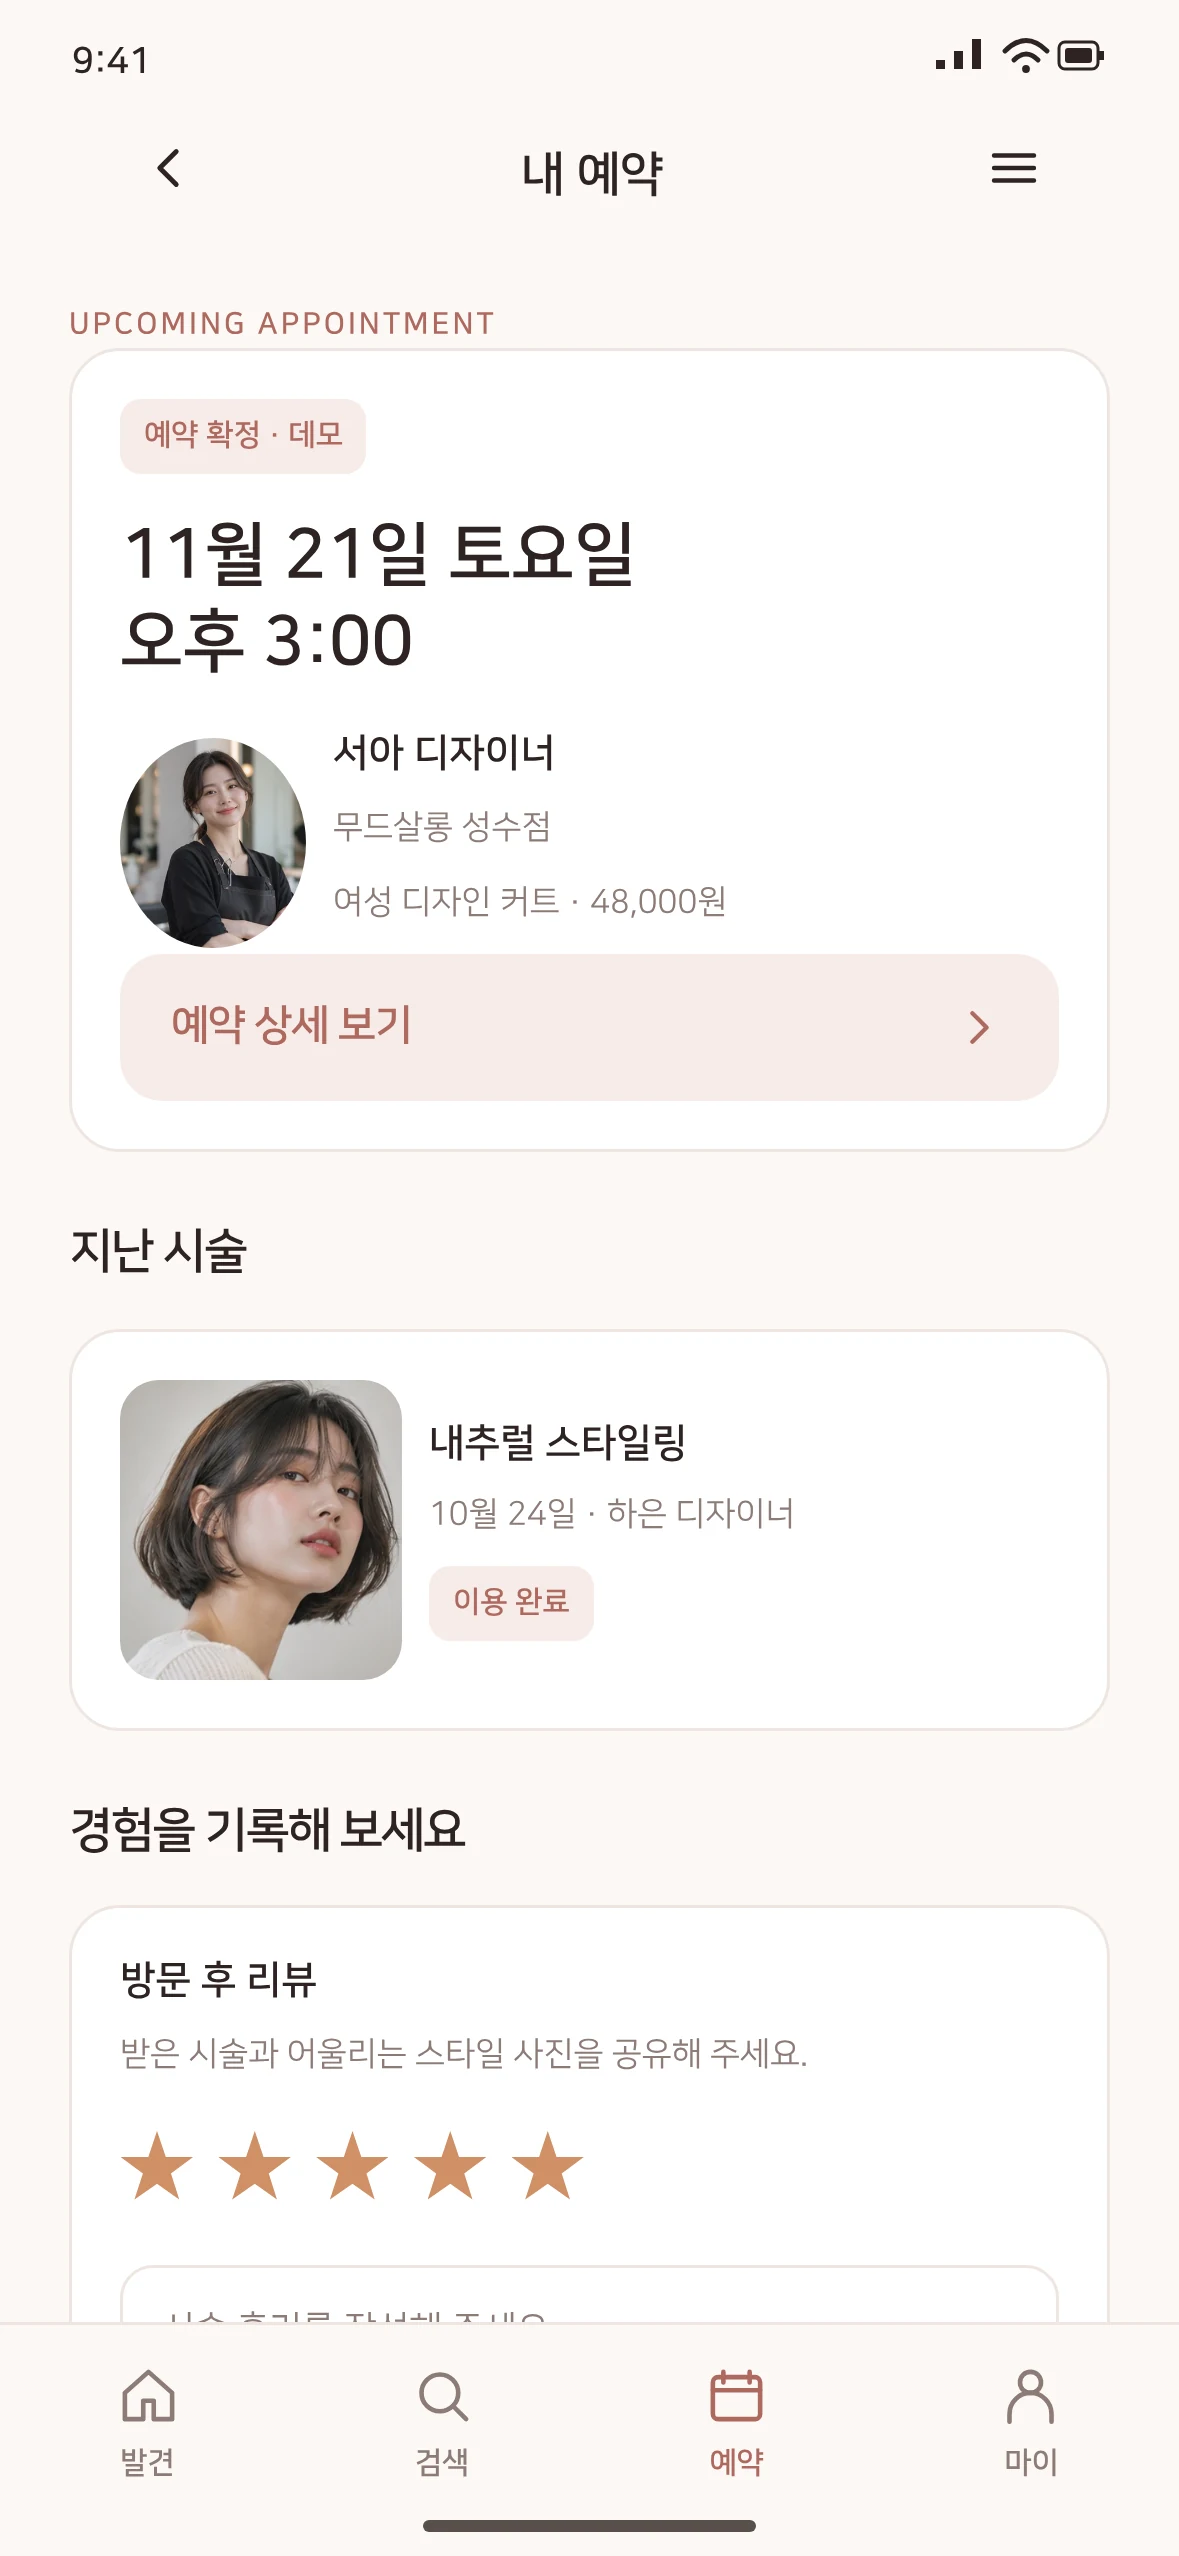 9:41
내 예약
UPCOMING APPOINTMENT
예약 확정 · 데모
11월 21일 토요일
오후 3:00
서아 디자이너
무드살롱 성수점
여성 디자인 커트 · 48,000원
예약 상세 보기
지난 시술
내추럴 스타일링
10월 24일 · 하은 디자이너
이용 완료
경험을 기록해 보세요
방문 후 리뷰
받은 시술과 어울리는 스타일 사진을 공유해 주세요.
발견
검색
예약
마이